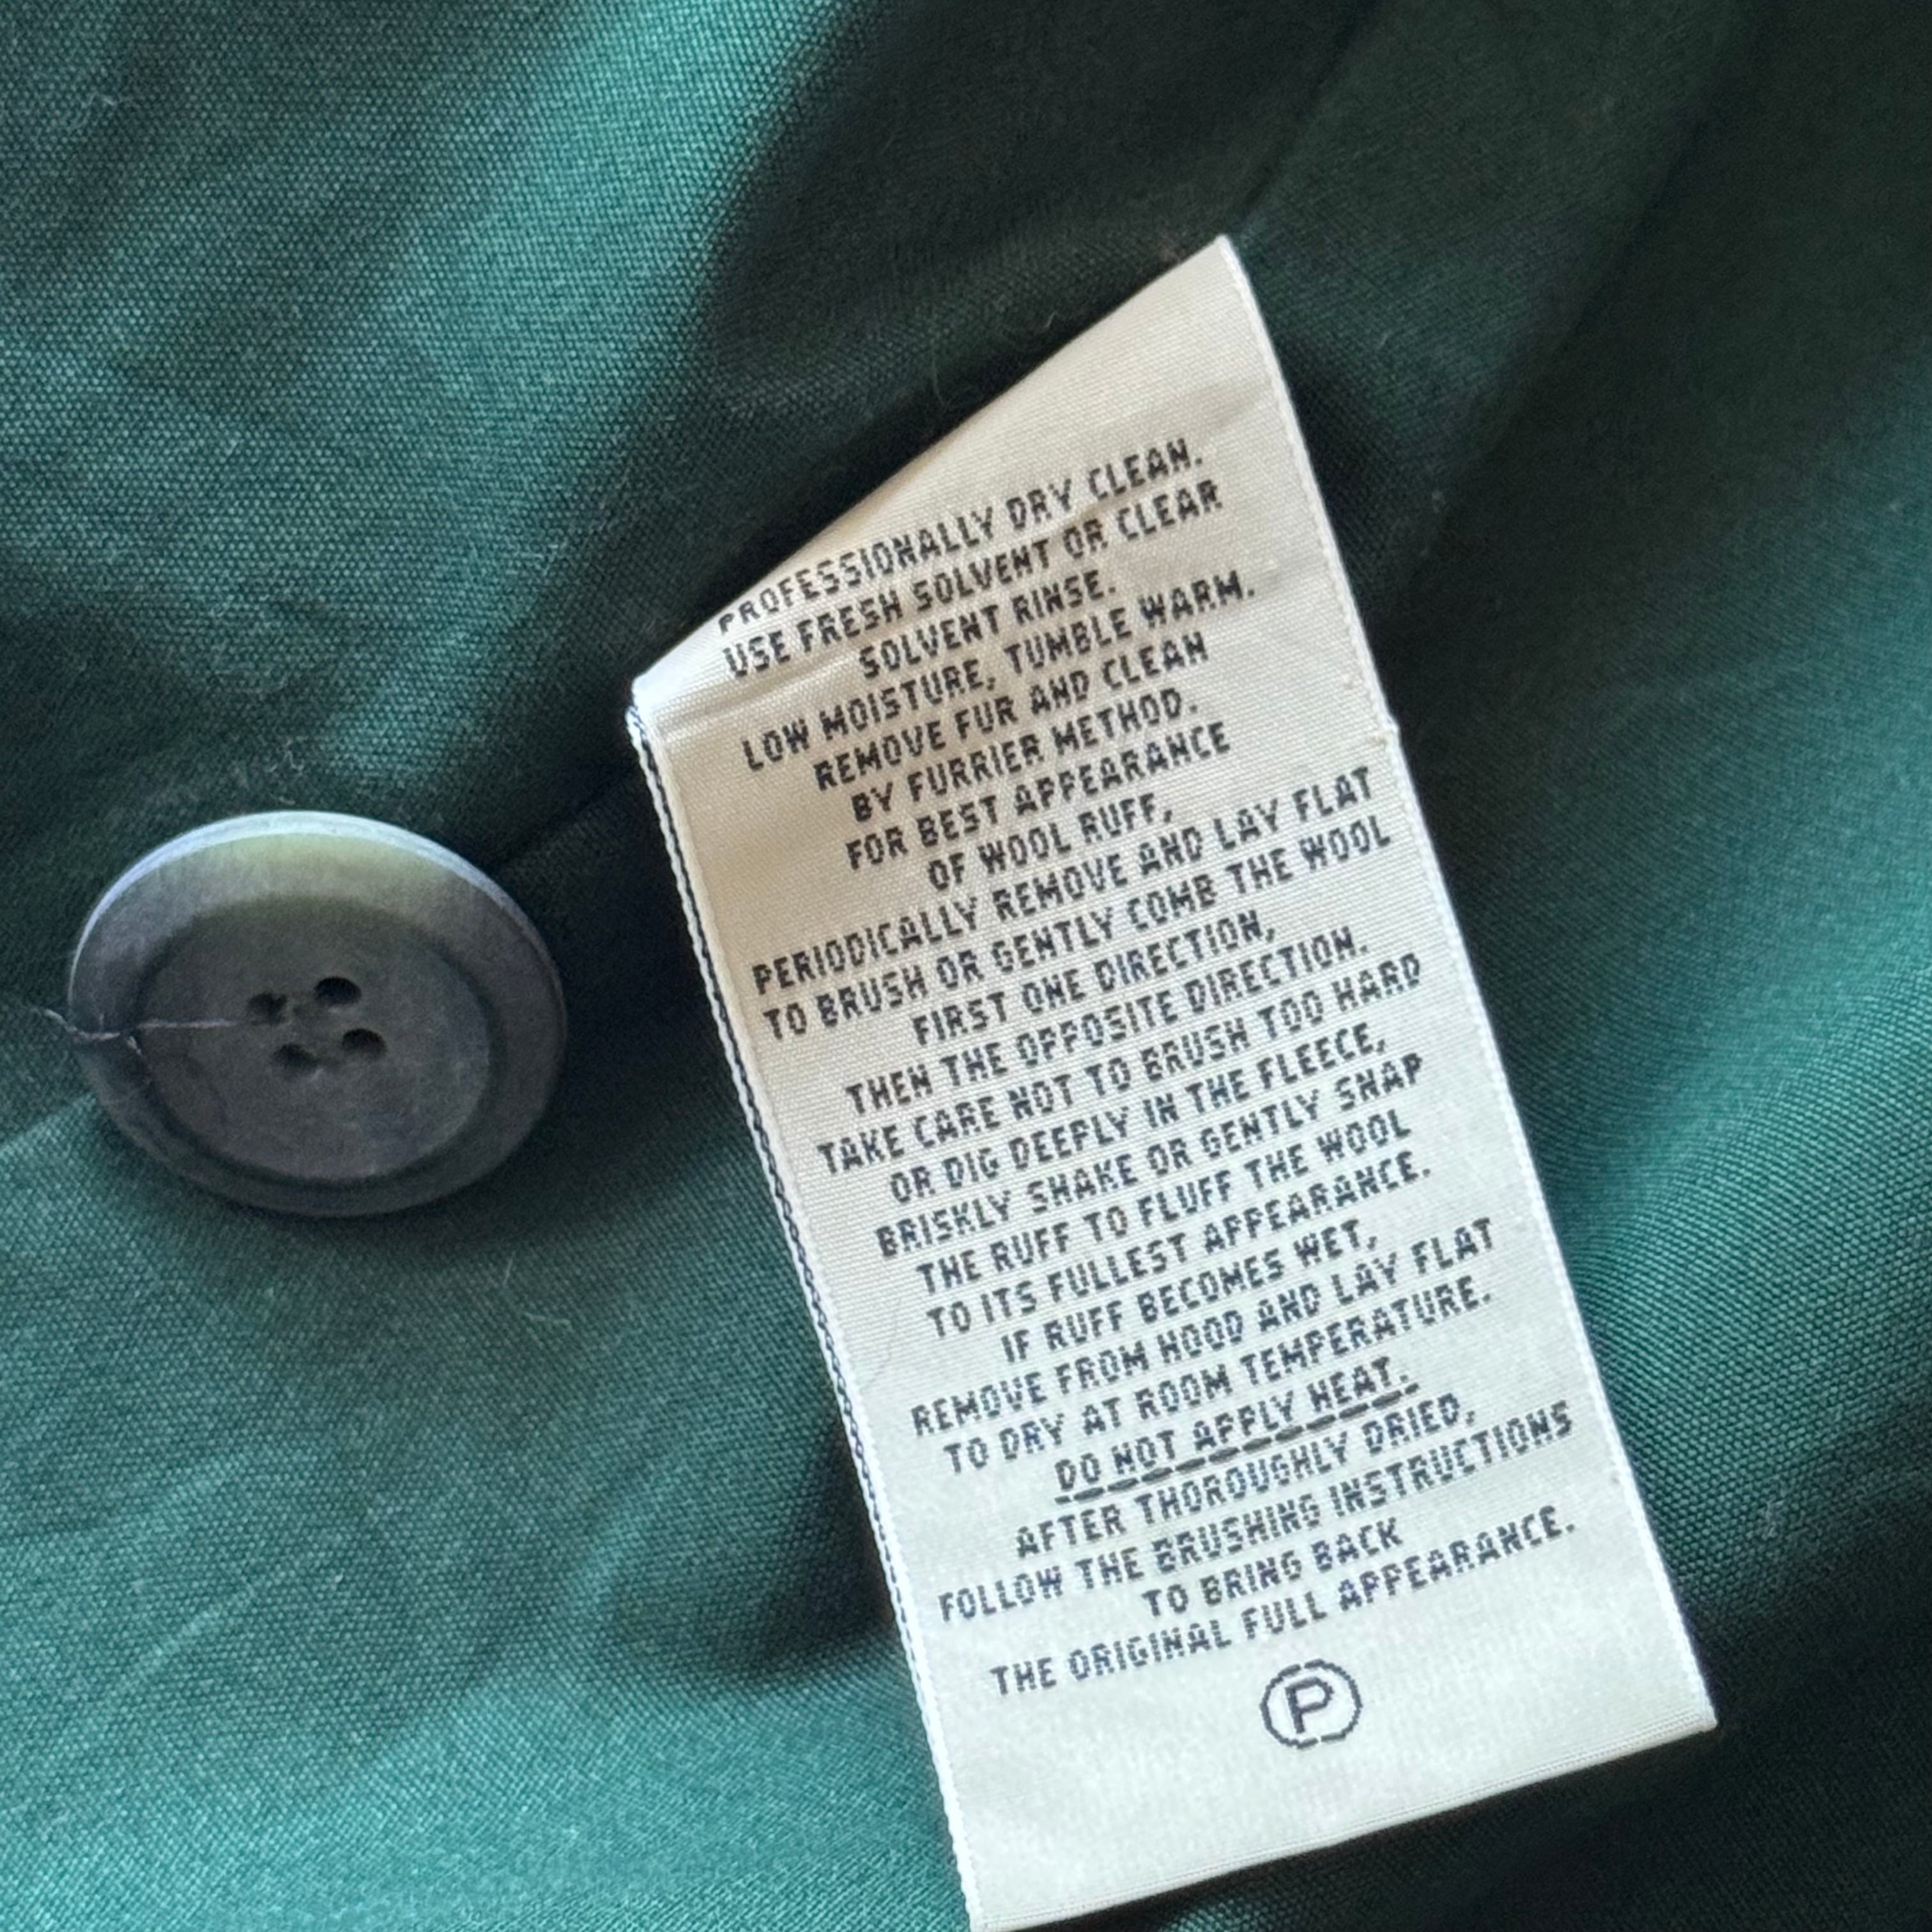 PROFESSIONALLY DRY CLEAN.
USE FRESH SOLVENT OR CLEAR
SOLVENT RINSE.
LOW MOISTURE, TUMBLE WARM.
REMOVE FUR AND CLEAN
BY FURRIER METHOD.
FOR BEST APPEARANCE
OF WOOL RUFF,
PERIODICALLY REMOVE AND LAY FLAT
TO BRUSH OR GENTLY COMB THE WOOL
FIRST ONE DIRECTION,
THEN THE OPPOSITE DIRECTION.
TAKE CARE NOT TO BRUSH TOO HARD
OR DIG DEEPLY IN THE FLEECE,
BRISKLY SHAKE OR GENTLY SNAP
THE RUFF TO FLUFF THE WOOL
TO ITS FULLEST APPEARANCE.
IF RUFF BECOMES WET,
REMOVE FROM HOOD AND LAY FLAT
TO DRY AT ROOM TEMPERATURE.
DO NOT APPLY HEAT.
AFTER THOROUGHLY DRIED,
FOLLOW THE BRUSHING INSTRUCTIONS
TO BRING BACK
THE ORIGINAL FULL APPEARANCE.
P